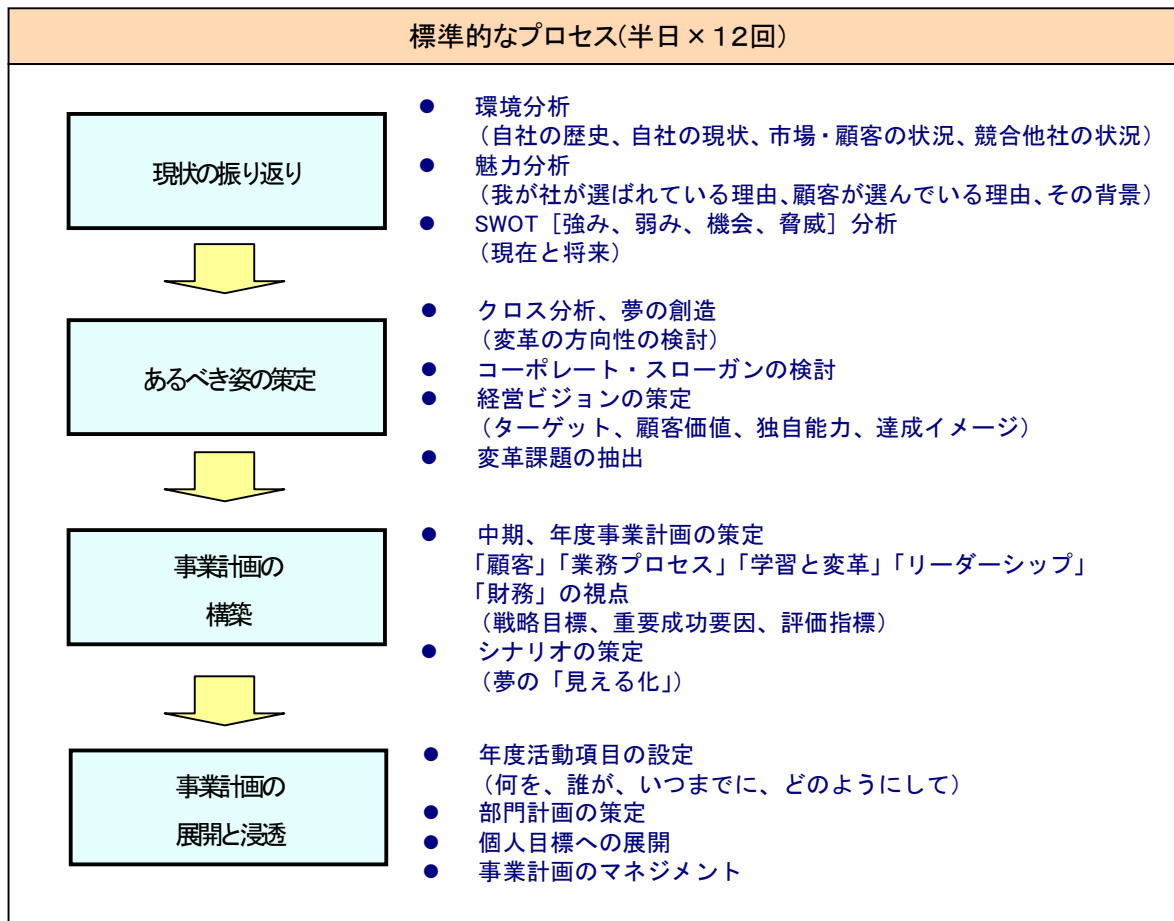 標準的なプロセス(半日×12回)
現状の振り返り
● 環境分析
(自社の歴史、自社の現状、市場・顧客の状況、競合他社の状況)
● 魅力分析
(我が社が選ばれている理由、顧客が選んでいる理由、その背景)
● SWOT[強み、弱み、機会、脅威]分析
(現在と将来)
あるべき姿の策定
● クロス分析、夢の創造
(変革の方向性の検討)
● コーポレート・スローガンの検討
● 経営ビジョンの策定
(ターゲット、顧客価値、独自能力、達成イメージ)
● 変革課題の抽出
事業計画の
構築
● 中期、年度事業計画の策定
「顧客」「業務プロセス」「学習と変革」「リーダーシップ」
「財務」の視点
(戦略目標、重要成功要因、評価指標)
● シナリオの策定
(夢の「見える化」)
事業計画の
展開と浸透
● 年度活動項目の設定
(何を、誰が、いつまでに、どのようにして)
● 部門計画の策定
● 個人目標への展開
● 事業計画のマネジメント